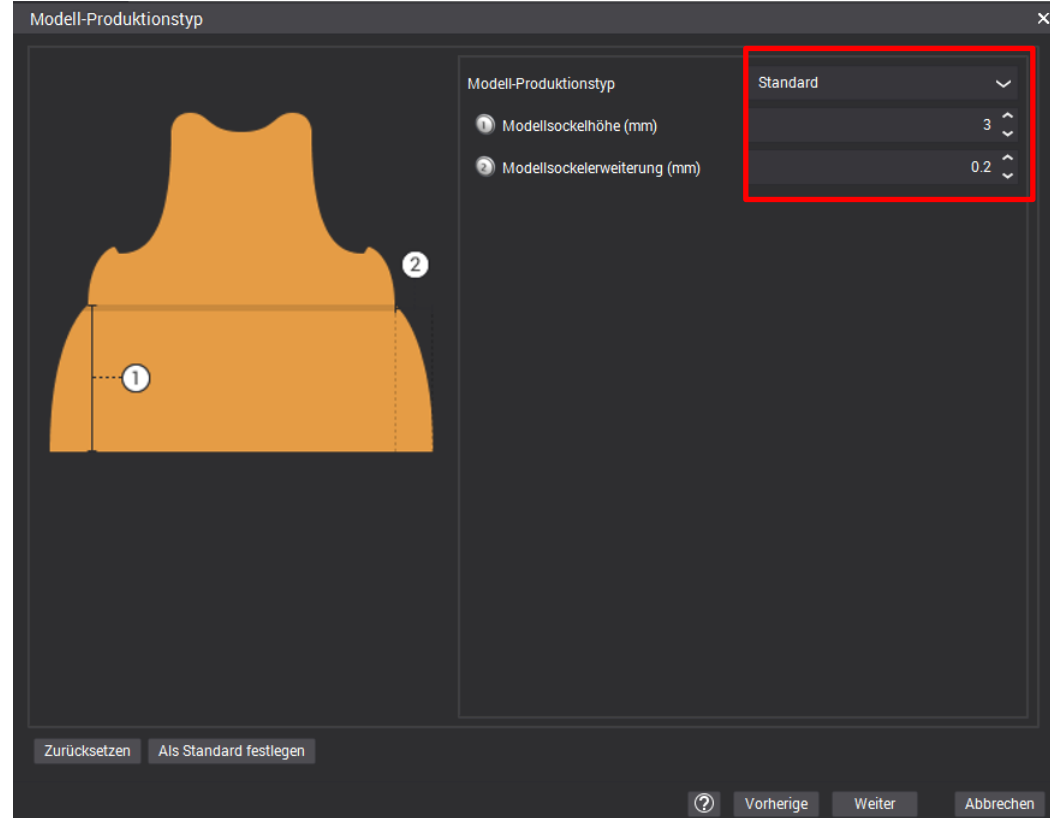 Modell-Produktionstyp
Modell-Produktionstyp Standard
1 Modellsockelhöhe (mm) 3
2 Modellsockelerweiterung (mm) 0.2
2
1
Zurücksetzen Als Standard festlegen
? Vorherige Weiter Abbrechen